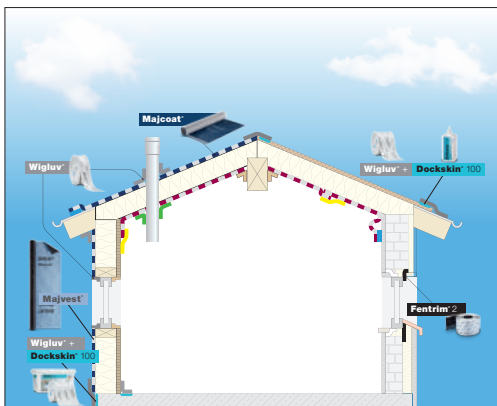 Majcoat®
Wigluv®
Wigluv® + Dockskin® 100
Majvest®
Fentrim® 2
Wigluv® +
Dockskin® 100